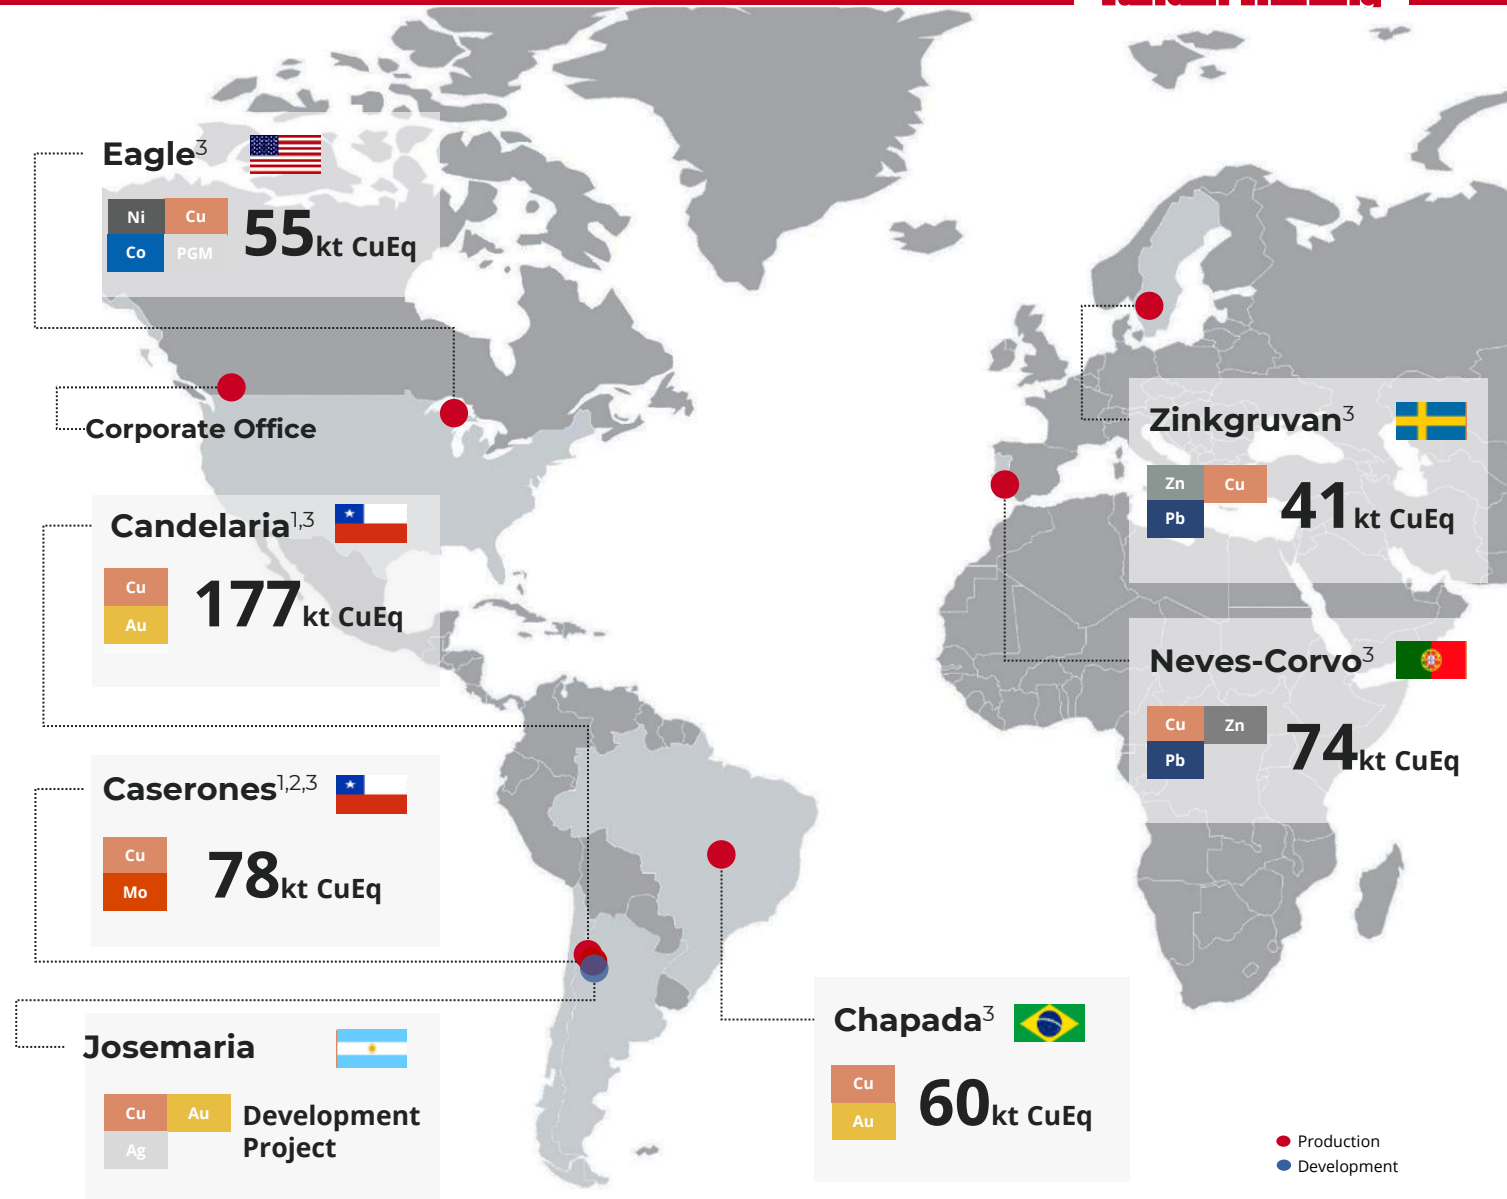 Eagle3
Ni Cu
Co PGM
55kt CuEq
Corporate Office
Candelaria1,3
Cu
Au
177kt CuEq
Caserones1,2,3
Cu
Mo
78kt CuEq
Josemaria
Cu Au
Ag
Development
Project
Chapada3
Cu
Au
60kt CuEq
Zinkgruvan3
Zn Cu
Pb
41kt CuEq
Neves-Corvo3
Cu Zn
Pb
74kt CuEq
Production
Development